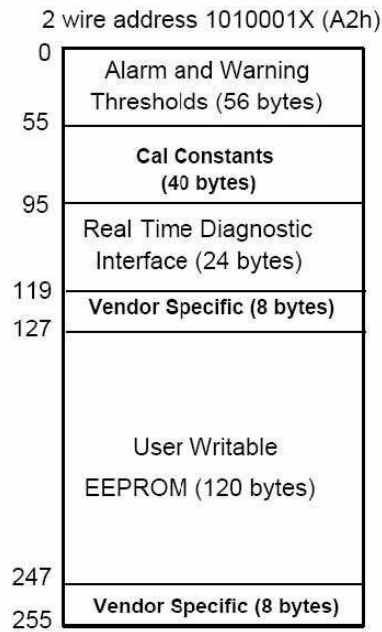 2 wire address 1010001X (A2h)
0
Alarm and Warning
Thresholds (56 bytes)
55
Cal Constants
(40 bytes)
95
Real Time Diagnostic
Interface (24 bytes)
119
Vendor Specific (8 bytes)
127
User Writable
EEPROM (120 bytes)
247
Vendor Specific (8 bytes)
255